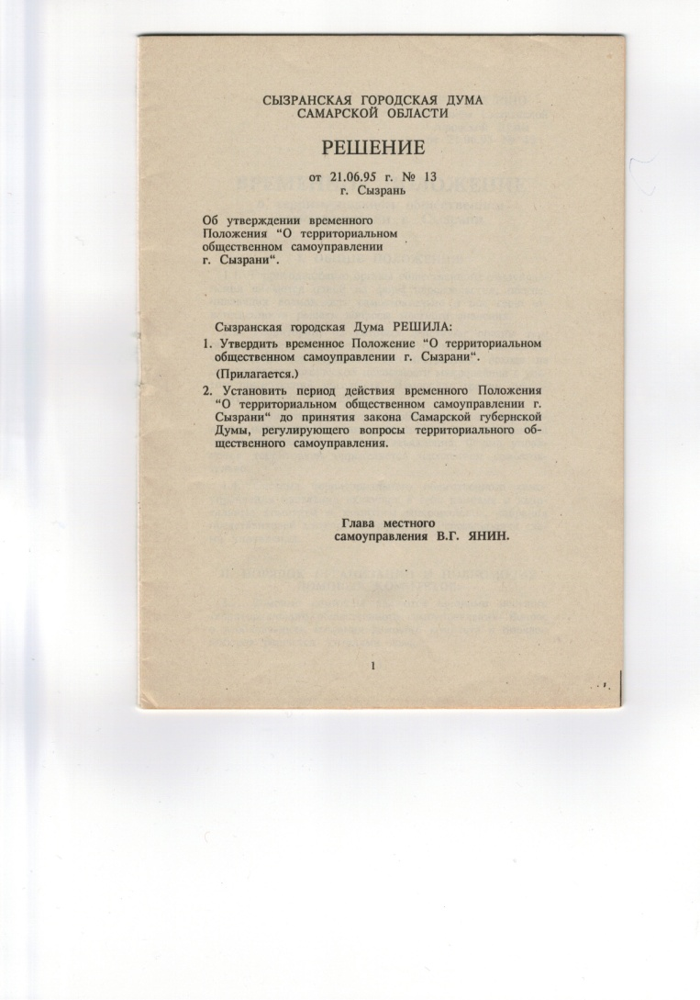 СЫЗРАНСКАЯ ГОРОДСКАЯ ДУМА
САМАРСКОЙ ОБЛАСТИ
РЕШЕНИЕ
от 21.06.95 г. № 13
г. Сызрань
Об утверждении временного
Положения “О территориальном
общественном самоуправлении
г. Сызрани“.
Сызранская городская Дума РЕШИЛА:
1. Утвердить временное Положение “О территориальном
общественном самоуправлении г. Сызрани“.
(Прилагается.)
2. Установить период действия временного Положения
“О территориальном общественном самоуправлении г.
Сызрани“ до принятия закона Самарской губернской
Думы, регулирующего вопросы территориального об-
щественного самоуправления.
Глава местного
самоуправления В.Г. ЯНИН.
1